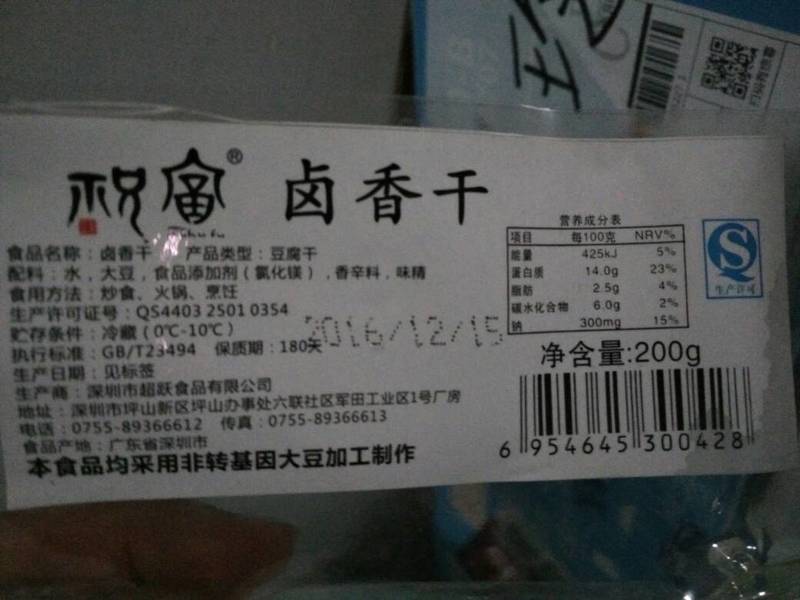 祝富® 卤香干
食品名称：卤香干 产品类型：豆腐干
配料：水，大豆，食品添加剂（氯化镁），香辛料，味精
食用方法：炒食、火锅、烹饪
生产许可证号：QS4403 2501 0354
贮存条件：冷藏（0℃-10℃）
执行标准：GB/T23494 保质期：180天
2016/12/15
生产日期：见标签
生产商：深圳市超跃食品有限公司
地址：深圳市坪山新区坪山办事处六联社区军田工业区1号厂房
电话：0755-89366612 传真：0755-89366613
食品产地：广东省深圳市
本食品均采用非转基因大豆加工制作
营养成分表
项目 每100克 NRV%
能量 425kJ 5%
蛋白质 14.0g 23%
脂肪 2.5g 4%
碳水化合物 6.0g 2%
钠 300mg 15%
生产许可
净含量:200g
6 954645 300428